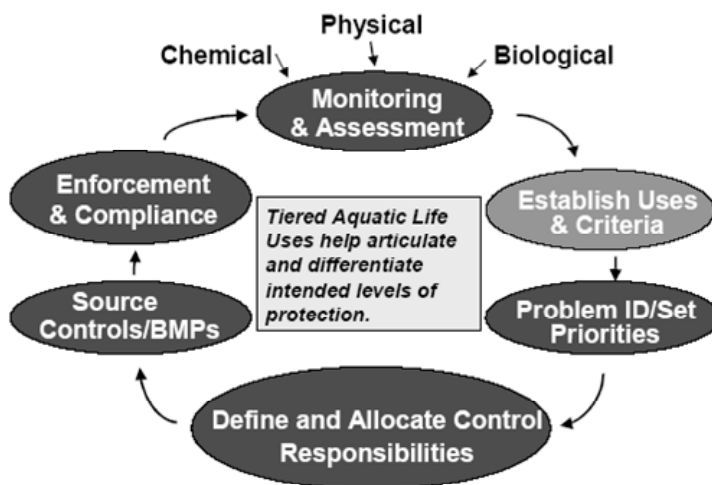 Physical
Chemical
Biological
Monitoring
& Assessment
Enforcement
& Compliance
Establish Uses
& Criteria
Tiered Aquatic Life
Uses help articulate
and differentiate
intended levels of
protection.
Source
Controls/BMPs
Problem ID/Set
Priorities
Define and Allocate Control
Responsibilities